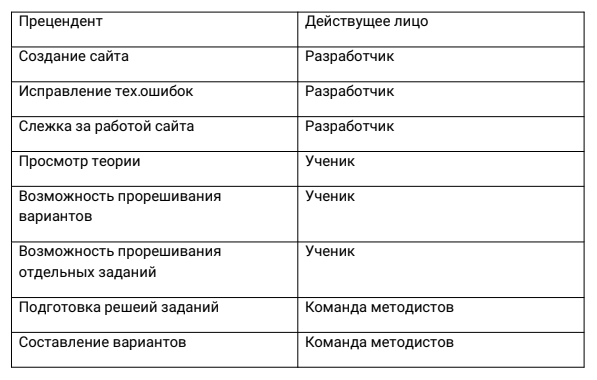 Прецендент Действущее лицо
Создание сайта Разработчик
Исправление тех.ошибок Разработчик
Слежка за работой сайта Разработчик
Просмотр теории Ученик
Возможность прорешивания Ученик
вариантов
Возможность прорешивания Ученик
отдельных заданий
Подготовка решеий заданий Команда методистов
Составление вариантов Команда методистов